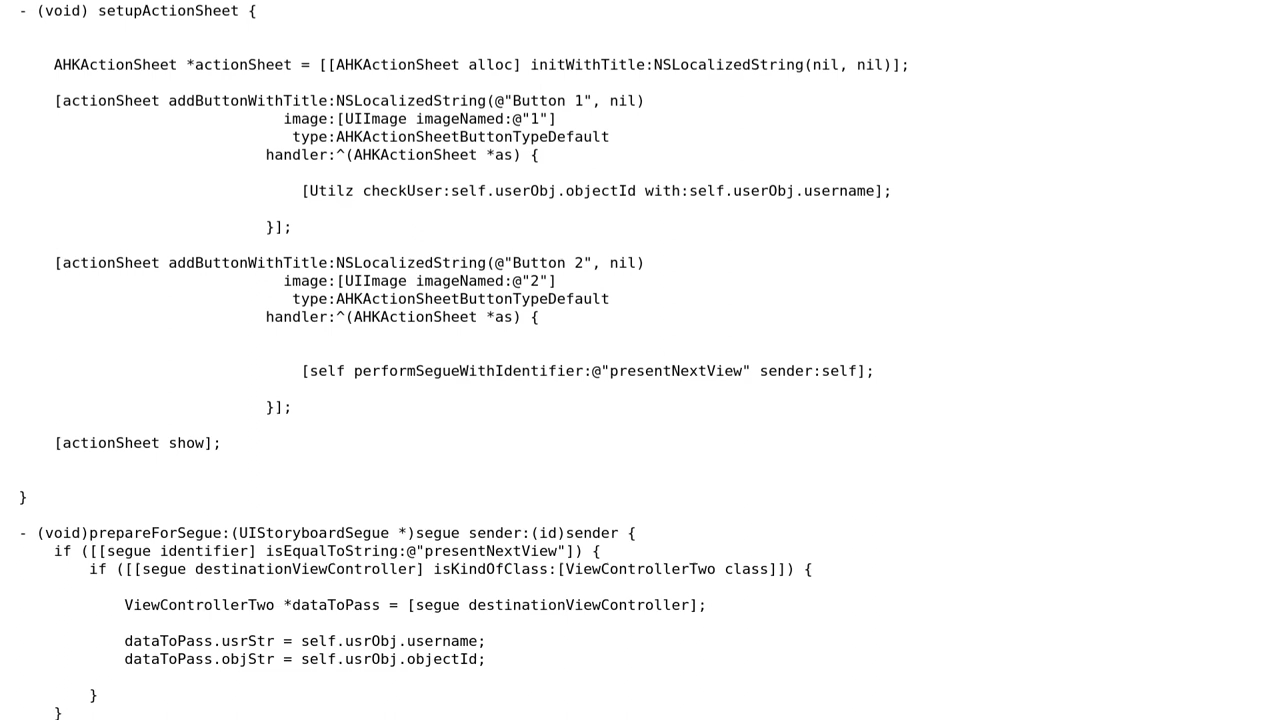 - (void) setupActionSheet {
AHKActionSheet *actionSheet = [[AHKActionSheet alloc] initWithTitle:NSLocalizedString(nil, nil)];
[actionSheet addButtonWithTitle:NSLocalizedString(@"Button 1", nil)
image:[UIImage imageNamed:@"1"]
type:AHKActionSheetButtonTypeDefault
handler:^(AHKActionSheet *as) {
[Utilz checkUser:self.userObj.objectId with:self.userObj.username];
}];
[actionSheet addButtonWithTitle:NSLocalizedString(@"Button 2", nil)
image:[UIImage imageNamed:@"2"]
type:AHKActionSheetButtonTypeDefault
handler:^(AHKActionSheet *as) {
[self performSegueWithIdentifier:@"presentNextView" sender:self];
}];
[actionSheet show];
}
- (void)prepareForSegue:(UIStoryboardSegue *)segue sender:(id)sender {
if ([[segue identifier] isEqualToString:@"presentNextView"]) {
if ([[segue destinationViewController] isKindOfClass:[ViewControllerTwo class]]) {
ViewControllerTwo *dataToPass = [segue destinationViewController];
dataToPass.usrStr = self.usrObj.username;
dataToPass.objStr = self.usrObj.objectId;
}
}